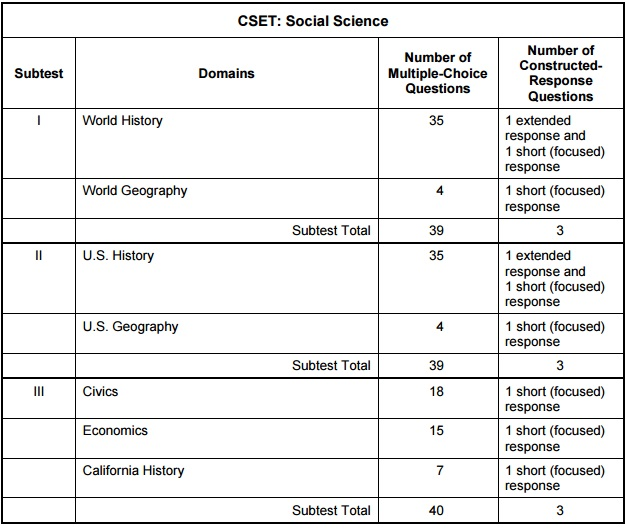 CSET: Social Science
Subtest
Domains
Number of
Multiple-Choice
Questions
Number of
Constructed-
Response
Questions
I
World History
35
1 extended
response and
1 short (focused)
response
World Geography
4
1 short (focused)
response
Subtest Total
39
3
II
U.S. History
35
1 extended
response and
1 short (focused)
response
U.S. Geography
4
1 short (focused)
response
Subtest Total
39
3
III
Civics
18
1 short (focused)
response
Economics
15
1 short (focused)
response
California History
7
1 short (focused)
response
Subtest Total
40
3